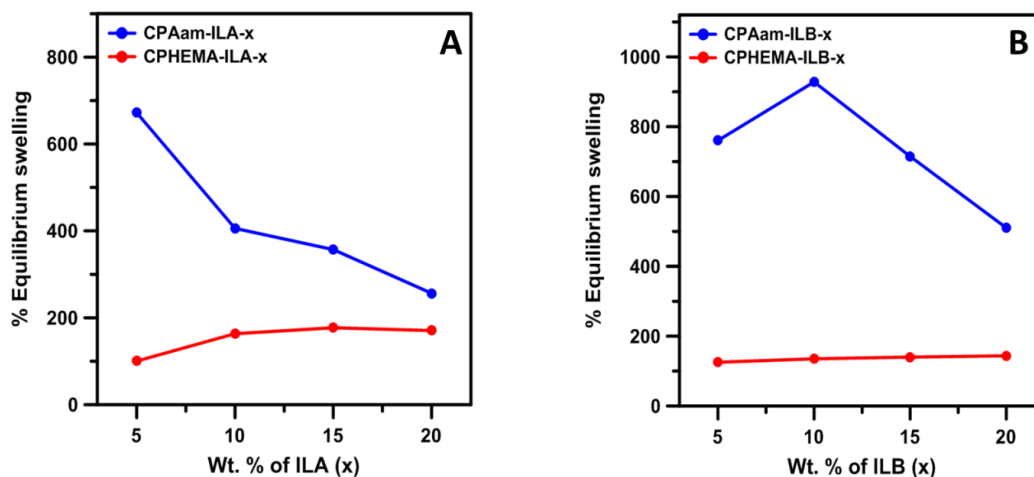 A
CPAam-ILA-x
CPHEMA-ILA-x
% Equilibrium swelling
800
600
400
200
0
5 10 15 20
Wt. % of ILA (x)
B
CPAam-ILB-x
CPHEMA-ILB-x
% Equilibrium swelling
1000
800
600
400
200
0
5 10 15 20
Wt. % of ILB (x)